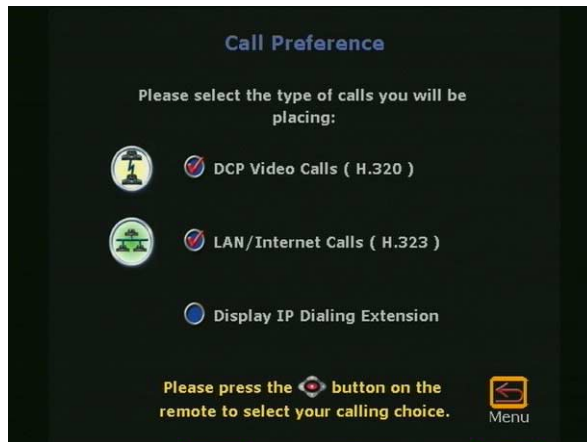 Call Preference
Please select the type of calls you will be
placing:
DCP Video Calls ( H.320 )
LAN/Internet Calls ( H.323 )
Display IP Dialing Extension
Please press the button on the
remote to select your calling choice.
Menu